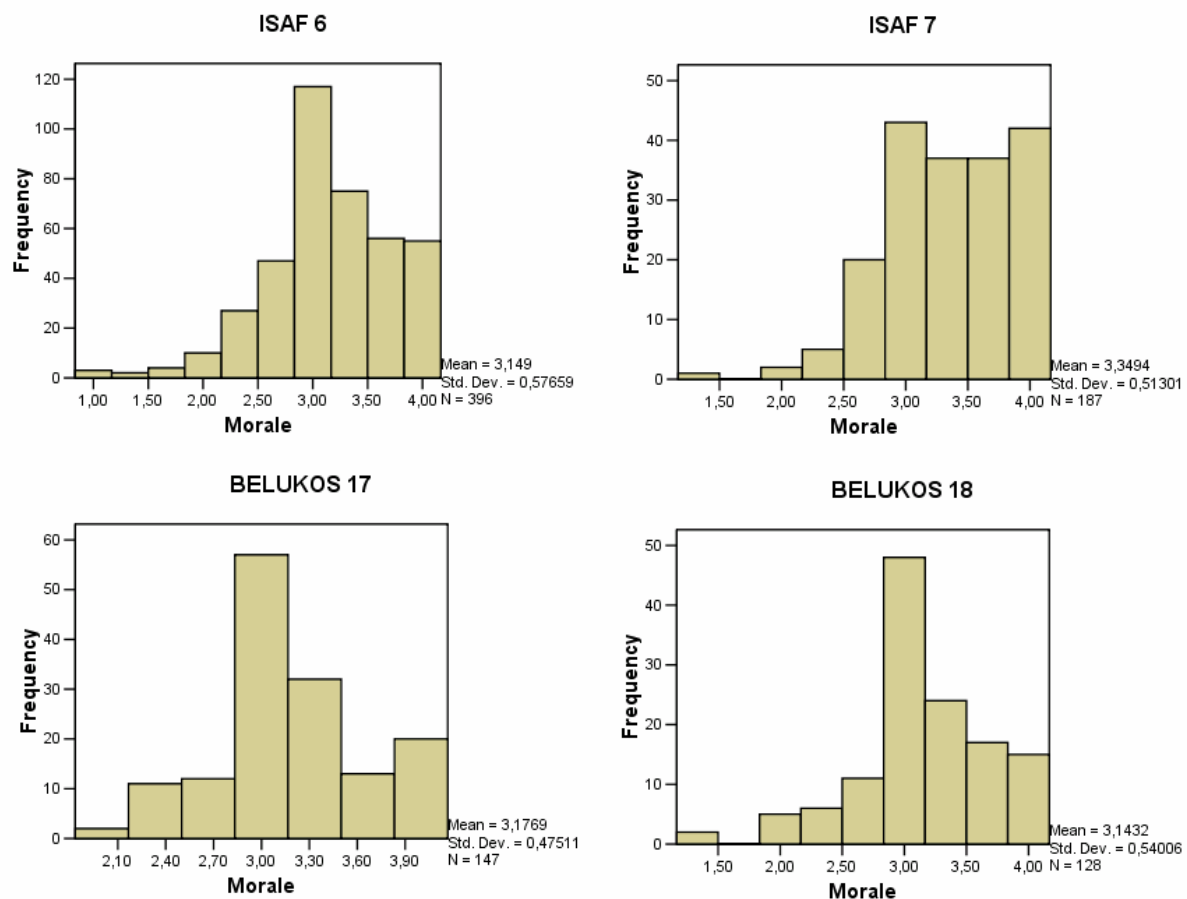 ISAF 6
120
100
80
60
40
20
0
Frequency
1,00 1,50 2,00 2,50 3,00 3,50 4,00
Morale
Mean = 3,149
Std. Dev. = 0,57659
N = 396
ISAF 7
50
40
30
20
10
0
Frequency
1,50 2,00 2,50 3,00 3,50 4,00
Morale
Mean = 3,3494
Std. Dev. = 0,51301
N = 187
BELUKOS 17
60
50
40
30
20
10
0
Frequency
2,10 2,40 2,70 3,00 3,30 3,60 3,90
Morale
Mean = 3,1769
Std. Dev. = 0,47511
N = 147
BELUKOS 18
50
40
30
20
10
0
Frequency
1,50 2,00 2,50 3,00 3,50 4,00
Morale
Mean = 3,1432
Std. Dev. = 0,54006
N = 128